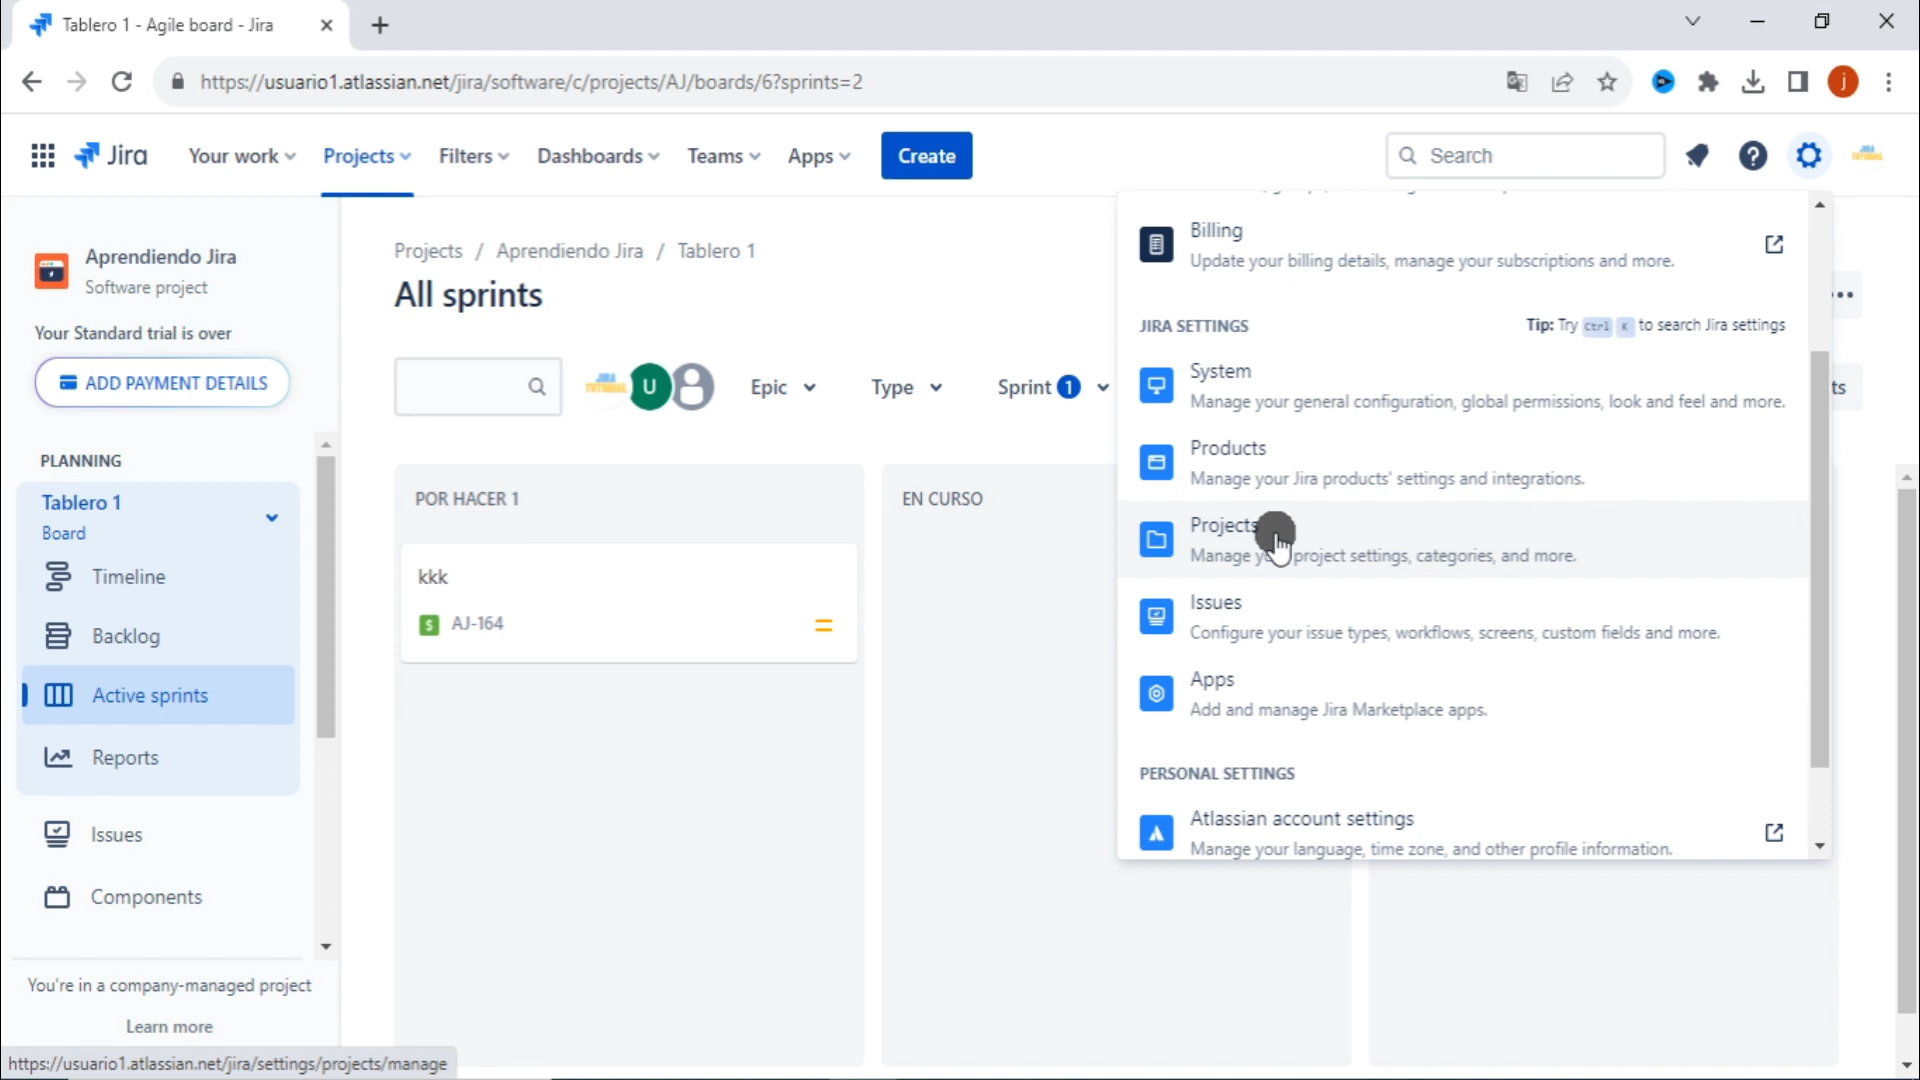 Tablero 1 - Agile board - Jira
https://usuario1.atlassian.net/jira/software/c/projects/AJ/boards/6?sprints=2
j
Jira
Your work
Projects
Filters
Dashboards
Teams
Apps
Create
Search
JIRA TUTORIAL
Aprendiendo Jira
Software project
Your Standard trial is over
ADD PAYMENT DETAILS
PLANNING
Tablero 1
Board
Timeline
Backlog
Active sprints
Reports
Issues
Components
You're in a company-managed project
Learn more
https://usuario1.atlassian.net/jira/settings/projects/manage
Projects / Aprendiendo Jira / Tablero 1
All sprints
TUTORIAL
U
Epic
Type
Sprint 1
POR HACER 1
kkk
AJ-164
EN CURSO
Billing
Update your billing details, manage your subscriptions and more.
JIRA SETTINGS
Tip: Try Ctrl K to search Jira settings
System
Manage your general configuration, global permissions, look and feel and more.
Products
Manage your Jira products' settings and integrations.
Projects
Manage project settings, categories, and more.
Issues
Configure your issue types, workflows, screens, custom fields and more.
Apps
Add and manage Jira Marketplace apps.
PERSONAL SETTINGS
Atlassian account settings
Manage your language, time zone, and other profile information.
ts